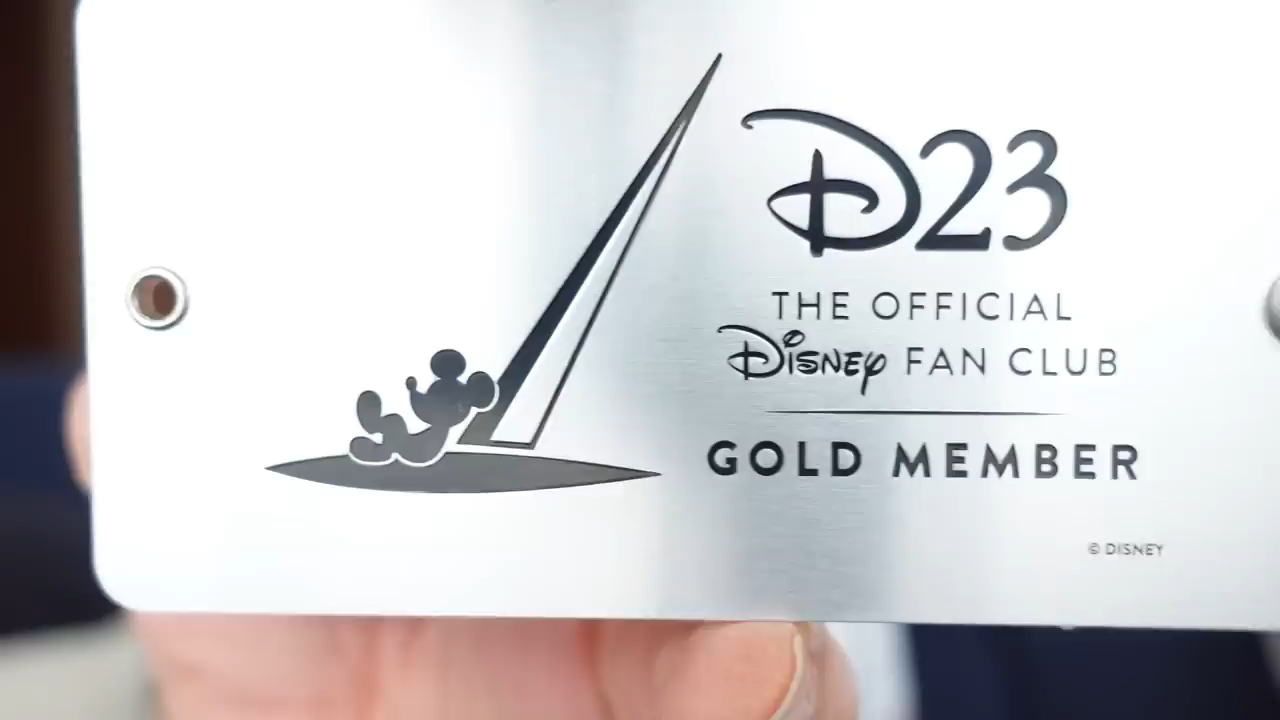 D23
THE OFFICIAL
Disney FAN CLUB
GOLD MEMBER
© DISNEY